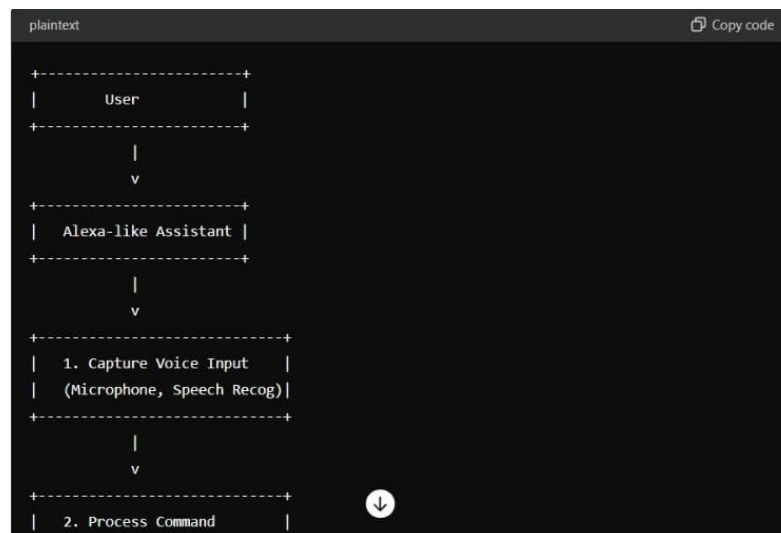 plaintext Copy code
+------------------------+
| User |
+------------------------+
|
v
+------------------------+
| Alexa-like Assistant |
+------------------------+
|
v
+----------------------------+
| 1. Capture Voice Input |
| (Microphone, Speech Recog)|
+----------------------------+
|
v
+----------------------------+
| 2. Process Command |